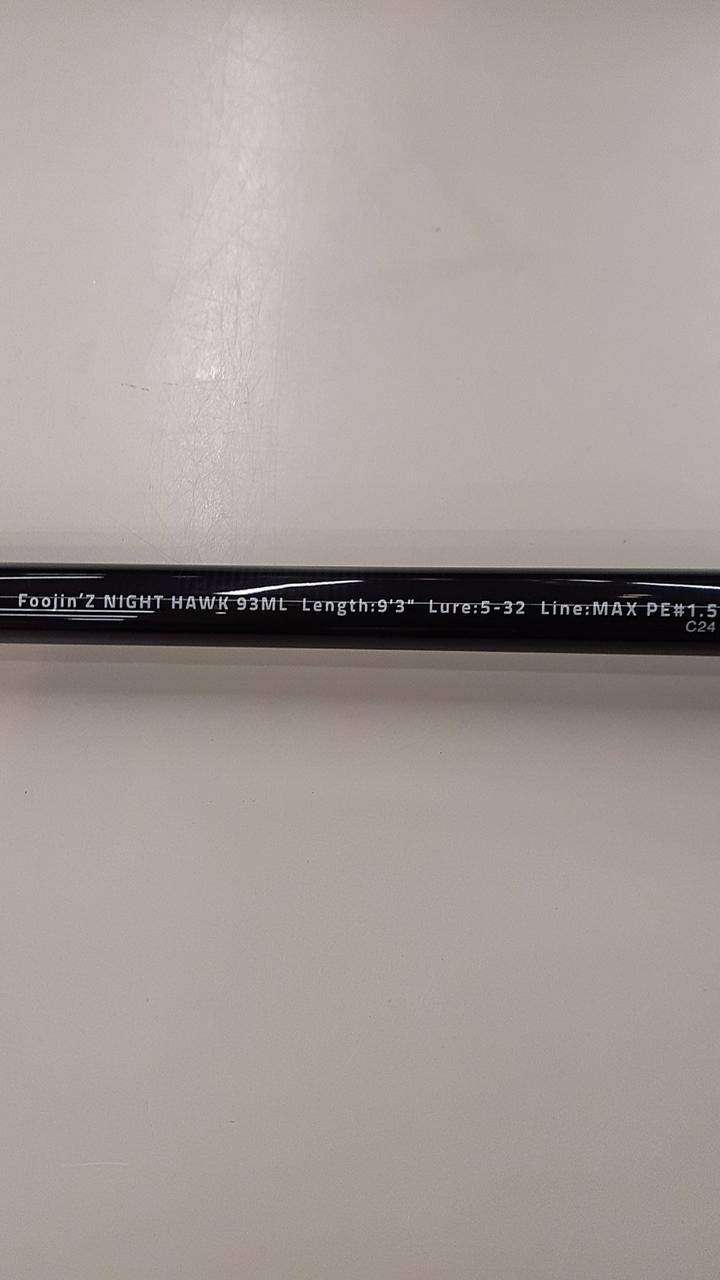 Foojin'Z NIGHT HAWK 93ML Length:9'3" Lure:5-32 Line:MAX PE#1.5
C24